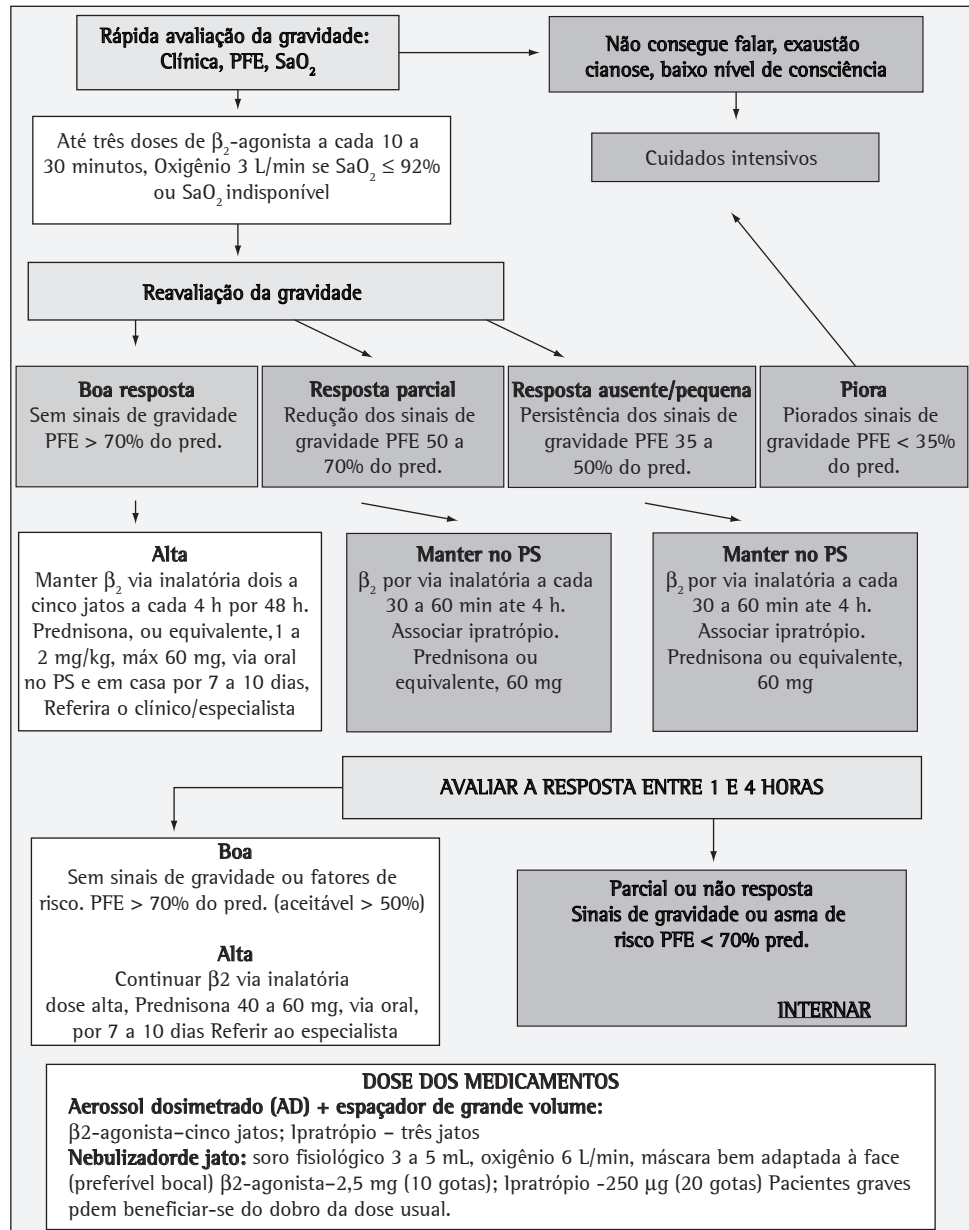 Rápida avaliação da gravidade:
Clínica, PFE, SaO2
Não consegue falar, exaustão
cianose, baixo nível de consciência
Até três doses de β2-agonista a cada 10 a
30 minutos, Oxigênio 3 L/min se SaO2 ≤ 92%
ou SaO2 indisponível
Cuidados intensivos
Reavaliação da gravidade
Boa resposta
Sem sinais de gravidade
PFE > 70% do pred.
Resposta parcial
Redução dos sinais de
gravidade PFE 50 a
70% do pred.
Resposta ausente/pequena
Persistência dos sinais de
gravidade PFE 35 a
50% do pred.
Piora
Piorados sinais de
gravidade PFE < 35%
do pred.
Alta
Manter β2 via inalatória dois a
cinco jatos a cada 4 h por 48 h.
Prednisona, ou equivalente,1 a
2 mg/kg, máx 60 mg, via oral
no PS e em casa por 7 a 10 dias,
Referira o clínico/especialista
Manter no PS
β2 por via inalatória a cada
30 a 60 min ate 4 h.
Associar ipratrópio.
Prednisona ou
equivalente, 60 mg
Manter no PS
β2 por via inalatória a cada
30 a 60 min ate 4 h.
Associar ipratrópio.
Prednisona ou equivalente,
60 mg
AVALIAR A RESPOSTA ENTRE 1 E 4 HORAS
Boa
Sem sinais de gravidade ou fatores de
risco. PFE > 70% do pred. (aceitável > 50%)
Alta
Continuar β2 via inalatória
dose alta, Prednisona 40 a 60 mg, via oral,
por 7 a 10 dias Referir ao especialista
Parcial ou não resposta
Sinais de gravidade ou asma de
risco PFE < 70% pred.
INTERNAR
DOSE DOS MEDICAMENTOS
Aerossol dosimetrado (AD) + espaçador de grande volume:
β2-agonista–cinco jatos; Ipratrópio – três jatos
Nebulizadorde jato: soro fisiológico 3 a 5 mL, oxigênio 6 L/min, máscara bem adaptada à face
(preferível bocal) β2-agonista–2,5 mg (10 gotas); Ipratrópio -250 μg (20 gotas) Pacientes graves
pdem beneficiar-se do dobro da dose usual.